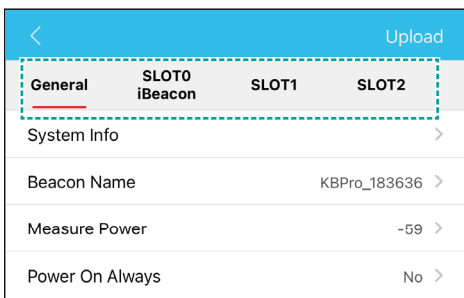 Upload
General SLOT0 iBeacon SLOT1 SLOT2
System Info
Beacon Name KBPro_183636
Measure Power -59
Power On Always No